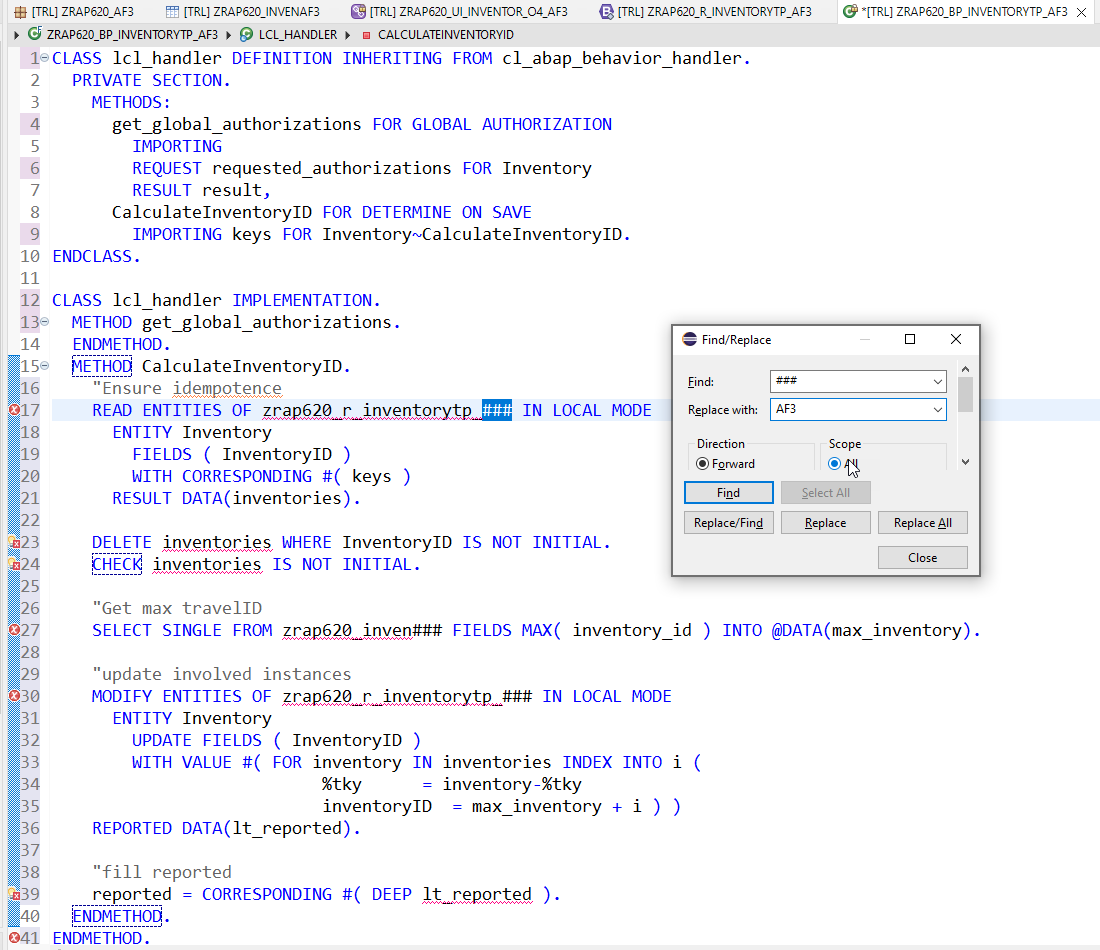 [TRL] ZRAP620_AF3 [TRL] ZRAP620_INVENAF3 [TRL] ZRAP620_UI_INVENTOR_O4_AF3 [TRL] ZRAP620_R_INVENTORYTP_AF3 *[TRL] ZRAP620_BP_INVENTORYTP_AF3
ZRAP620_BP_INVENTORYTP_AF3 LCL_HANDLER CALCULATEINVENTORYID
1 CLASS lcl_handler DEFINITION INHERITING FROM cl_abap_behavior_handler.
2 PRIVATE SECTION.
3 METHODS:
4 get_global_authorizations FOR GLOBAL AUTHORIZATION
5 IMPORTING
6 REQUEST requested_authorizations FOR Inventory
7 RESULT result,
8 CalculateInventoryID FOR DETERMINE ON SAVE
9 IMPORTING keys FOR Inventory~CalculateInventoryID.
10 ENDCLASS.
11
12 CLASS lcl_handler IMPLEMENTATION.
13 METHOD get_global_authorizations.
14 ENDMETHOD.
15 METHOD CalculateInventoryID.
16 "Ensure idempotence
17 READ ENTITIES OF zrap620_r_inventorytp_### IN LOCAL MODE
18 ENTITY Inventory
19 FIELDS ( InventoryID )
20 WITH CORRESPONDING #( keys )
21 RESULT DATA(inventories).
22
23 DELETE inventories WHERE InventoryID IS NOT INITIAL.
24 CHECK inventories IS NOT INITIAL.
25
26 "Get max travelID
27 SELECT SINGLE FROM zrap620_inven### FIELDS MAX( inventory_id ) INTO @DATA(max_inventory).
28
29 "update involved instances
30 MODIFY ENTITIES OF zrap620_r_inventorytp_### IN LOCAL MODE
31 ENTITY Inventory
32 UPDATE FIELDS ( InventoryID )
33 WITH VALUE #( FOR inventory IN inventories INDEX INTO i (
34 %tky = inventory-%tky
35 inventoryID = max_inventory + i ) )
36 REPORTED DATA(lt_reported).
37
38 "fill reported
39 reported = CORRESPONDING #( DEEP lt_reported ).
40 ENDMETHOD.
41 ENDMETHOD.
Find/Replace
Find: ###
Replace with: AF3
Direction Scope
Forward All
Find Select All
Replace/Find Replace Replace All
Close